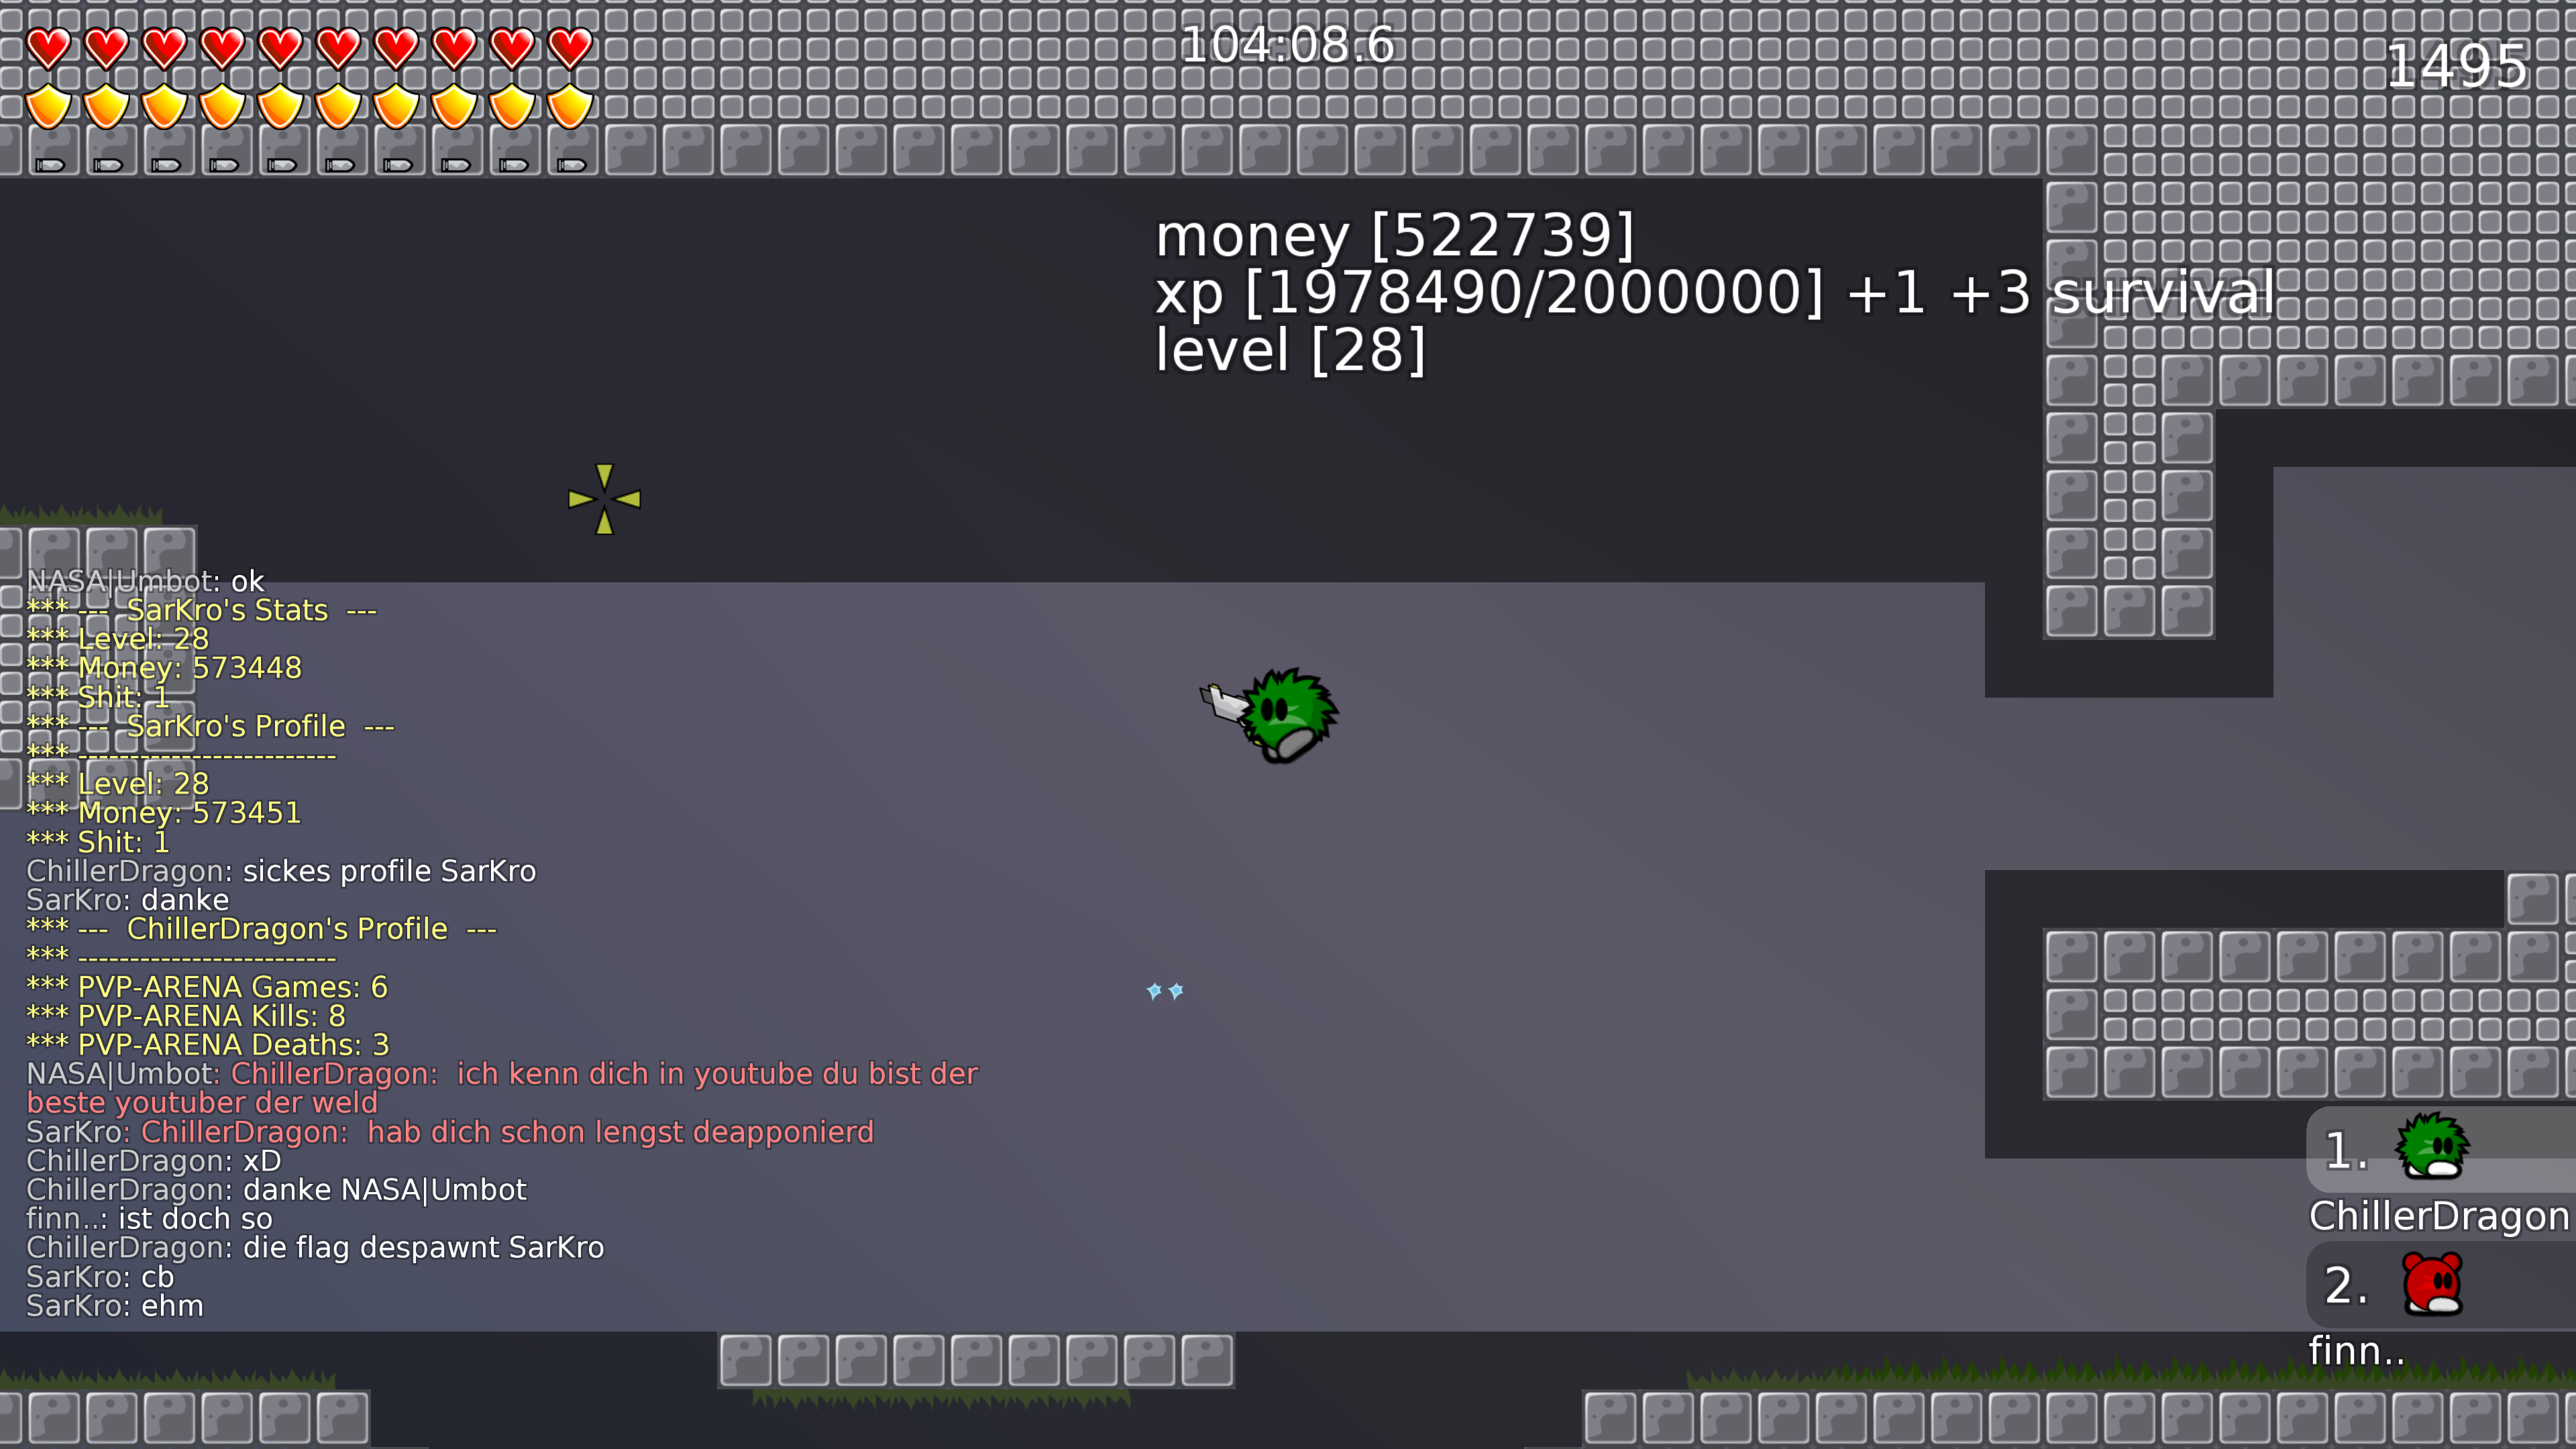 104:08.6
1495
money [522739]
xp [1978490/2000000] +1 +3 survival
level [28]
NASA|Umbot: ok
*** --- SarKro's Stats ---
*** Level: 28
*** Money: 573448
*** Shit: 1
*** --- SarKro's Profile ---
*** -------------------------
*** Level: 28
*** Money: 573451
*** Shit: 1
ChillerDragon: sickes profile SarKro
SarKro: danke
*** --- ChillerDragon's Profile ---
*** -------------------------
*** PVP-ARENA Games: 6
*** PVP-ARENA Kills: 8
*** PVP-ARENA Deaths: 3
NASA|Umbot: ChillerDragon: ich kenn dich in youtube du bist der
beste youtuber der weld
SarKro: ChillerDragon: hab dich schon lengst deapponierd
ChillerDragon: xD
ChillerDragon: danke NASA|Umbot
finn..: ist doch so
ChillerDragon: die flag despawnt SarKro
SarKro: cb
SarKro: ehm
1.
ChillerDragon
2.
finn..